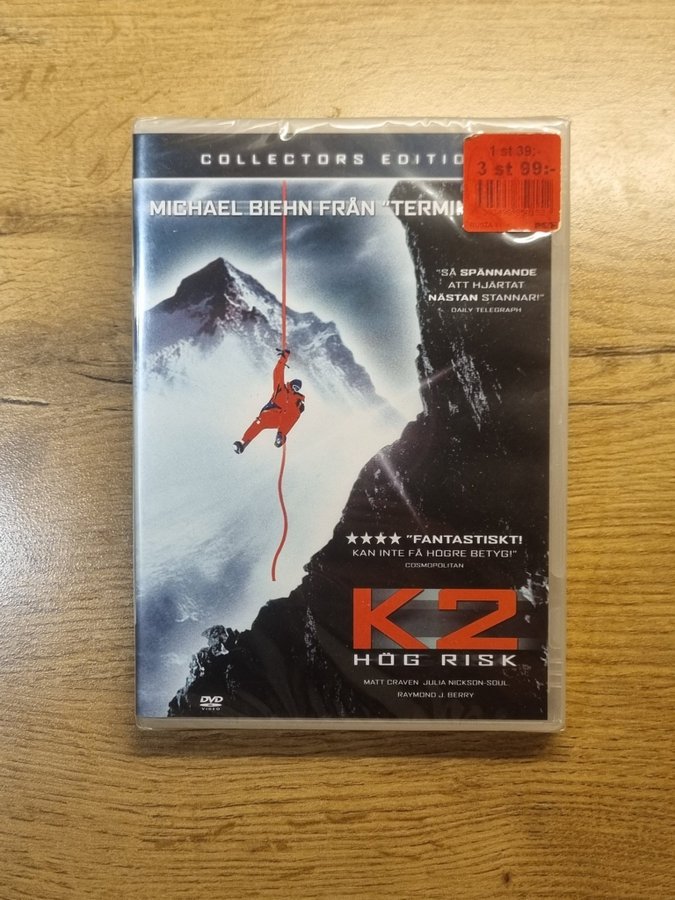 COLLECTORS EDITIO
1 st 39:-
3 st 99:-
RUSTA
MICHAEL BIEHN FRÅN "TERMI
"SÅ SPÄNNANDE
ATT HJÄRTAT
NÄSTAN STANNAR!"
DAILY TELEGRAPH
★★★★ "FANTASTISKT!
KAN INTE FÅ HÖGRE BETYG!"
COSMOPOLITAN
K2
HÖG RISK
MATT CRAVEN JULIA NICKSON-SOUL
RAYMOND J. BERRY
DVD
VIDEO